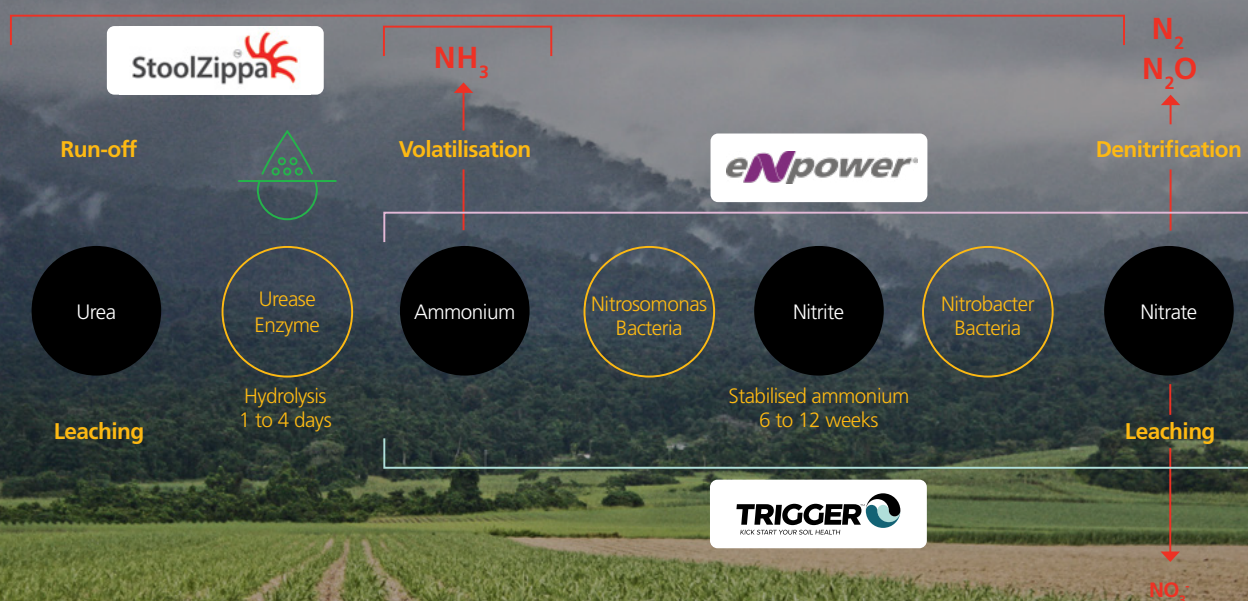 StoolZippa™
NH₃
N₂
N₂O
Run-off
Volatilisation
eNpower®
Denitrification
Urea
Urease
Enzyme
Ammonium
Nitrosomonas
Bacteria
Nitrite
Nitrobacter
Bacteria
Nitrate
Hydrolysis
1 to 4 days
Stabilised ammonium
6 to 12 weeks
Leaching
Leaching
TRIGGER
KICK START YOUR SOIL HEALTH